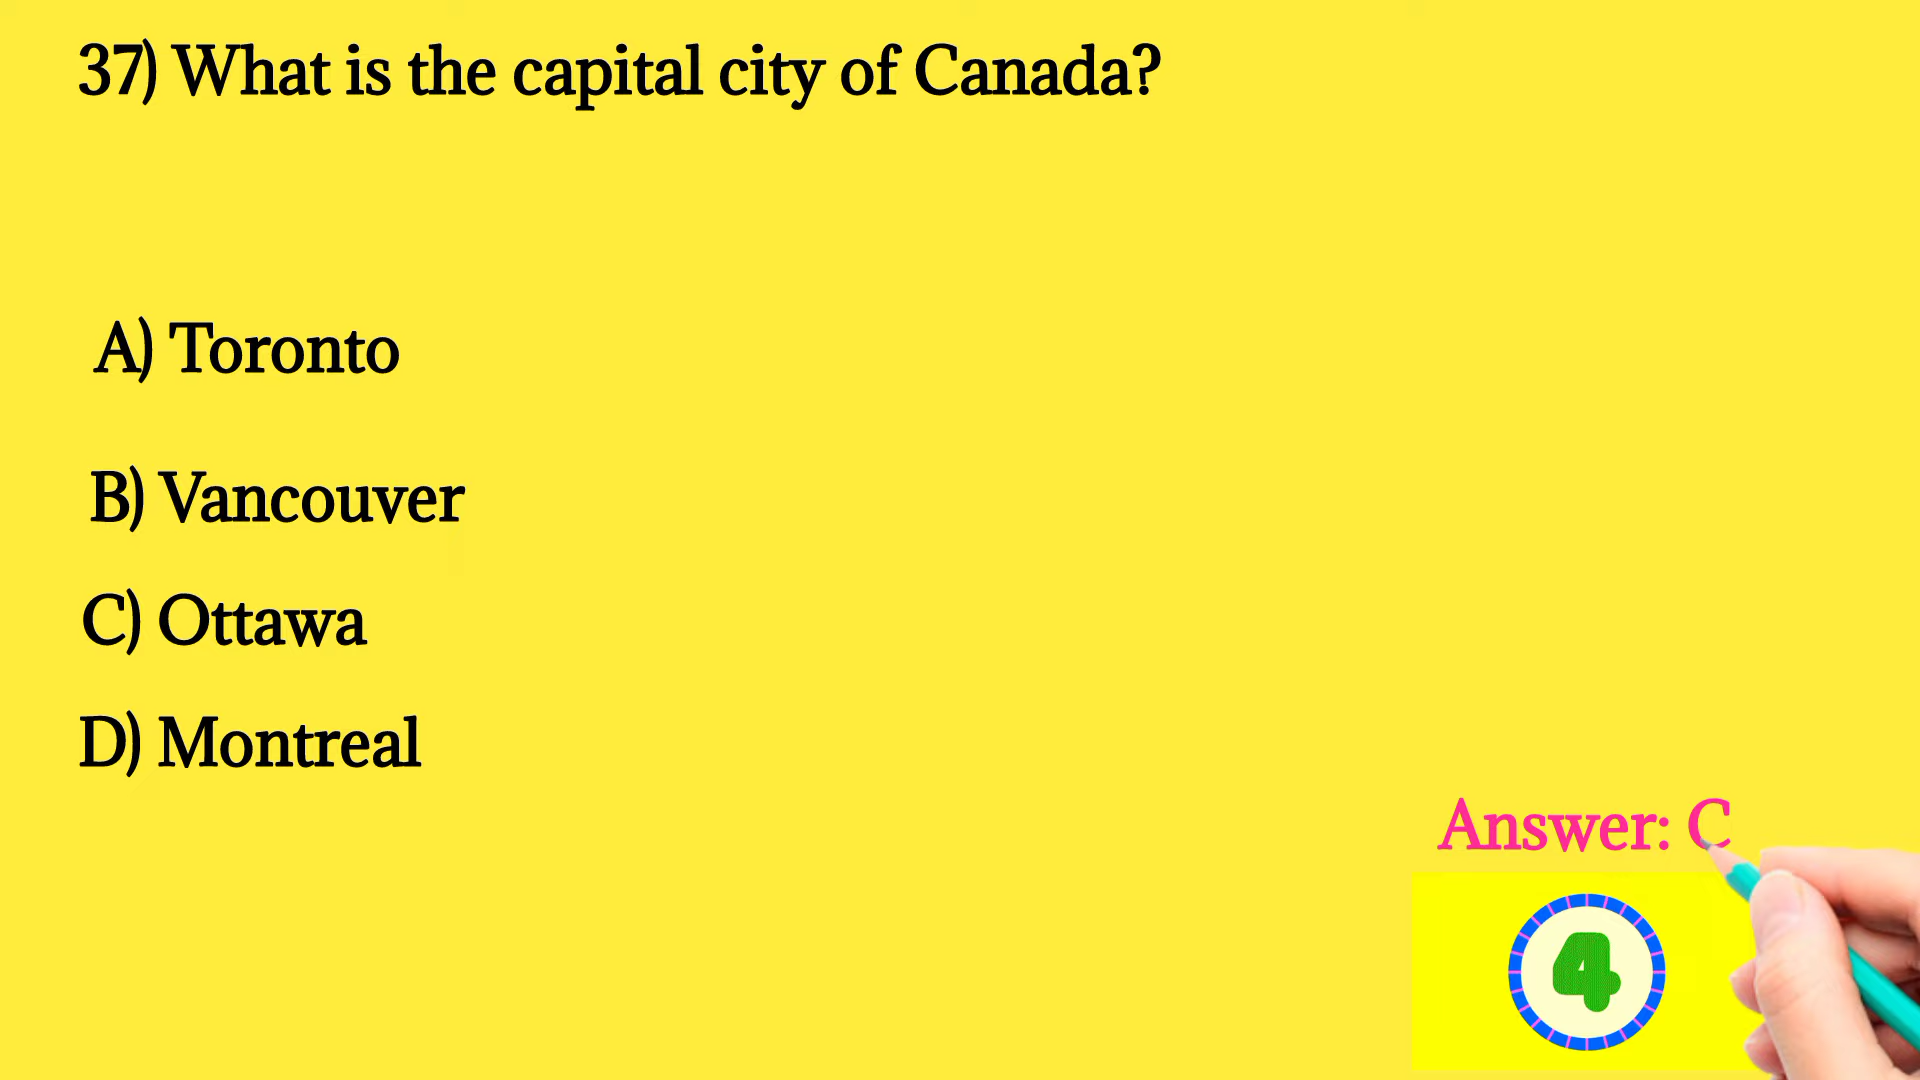 37) What is the capital city of Canada?
A) Toronto
B) Vancouver
C) Ottawa
D) Montreal
Answer: C
4